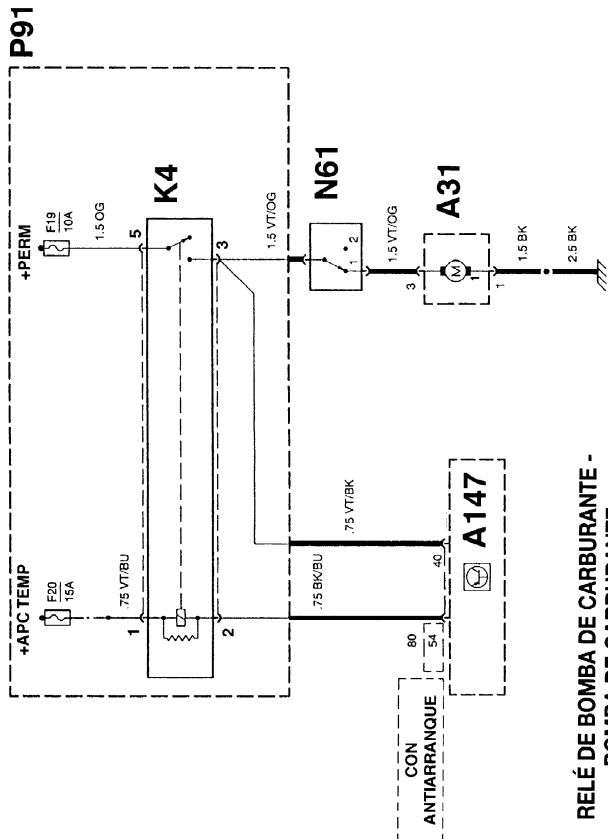 P91
+APC TEMP
+PERM
F20
15A
F19
10A
.75 VT/BU
1.5 OG
1
5
K4
2
3
1.5 VT/OG
N61
1
2
1.5 VT/OG
3
A31
M
1
1
1.5 BK
2.5 BK
.75 BK/BU
.75 VT/BK
80
54
40
A147
CON
ANTIARRANQUE
RELÉ DE BOMBA DE CARBURANTE -
BOMBA DE CARBURANTE